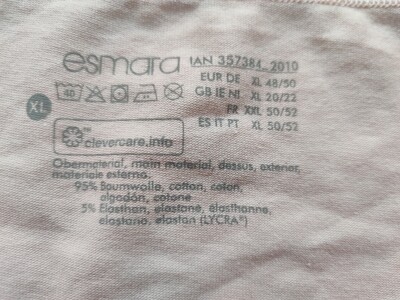 esmara® IAN 357384_2010
EUR DE XL 48/50
GB IE NI XL 20/22
40
FR XXL 50/52
ES IT PT XL 50/52
XL
clevercare.info
Obermaterial, main material, dessus, exterior,
materiale esterno.
95% Baumwolle, cotton, coton,
algodón, cotone
5% Elasthan, elastane, élasthanne,
elastano, elastan (LYCRA®)